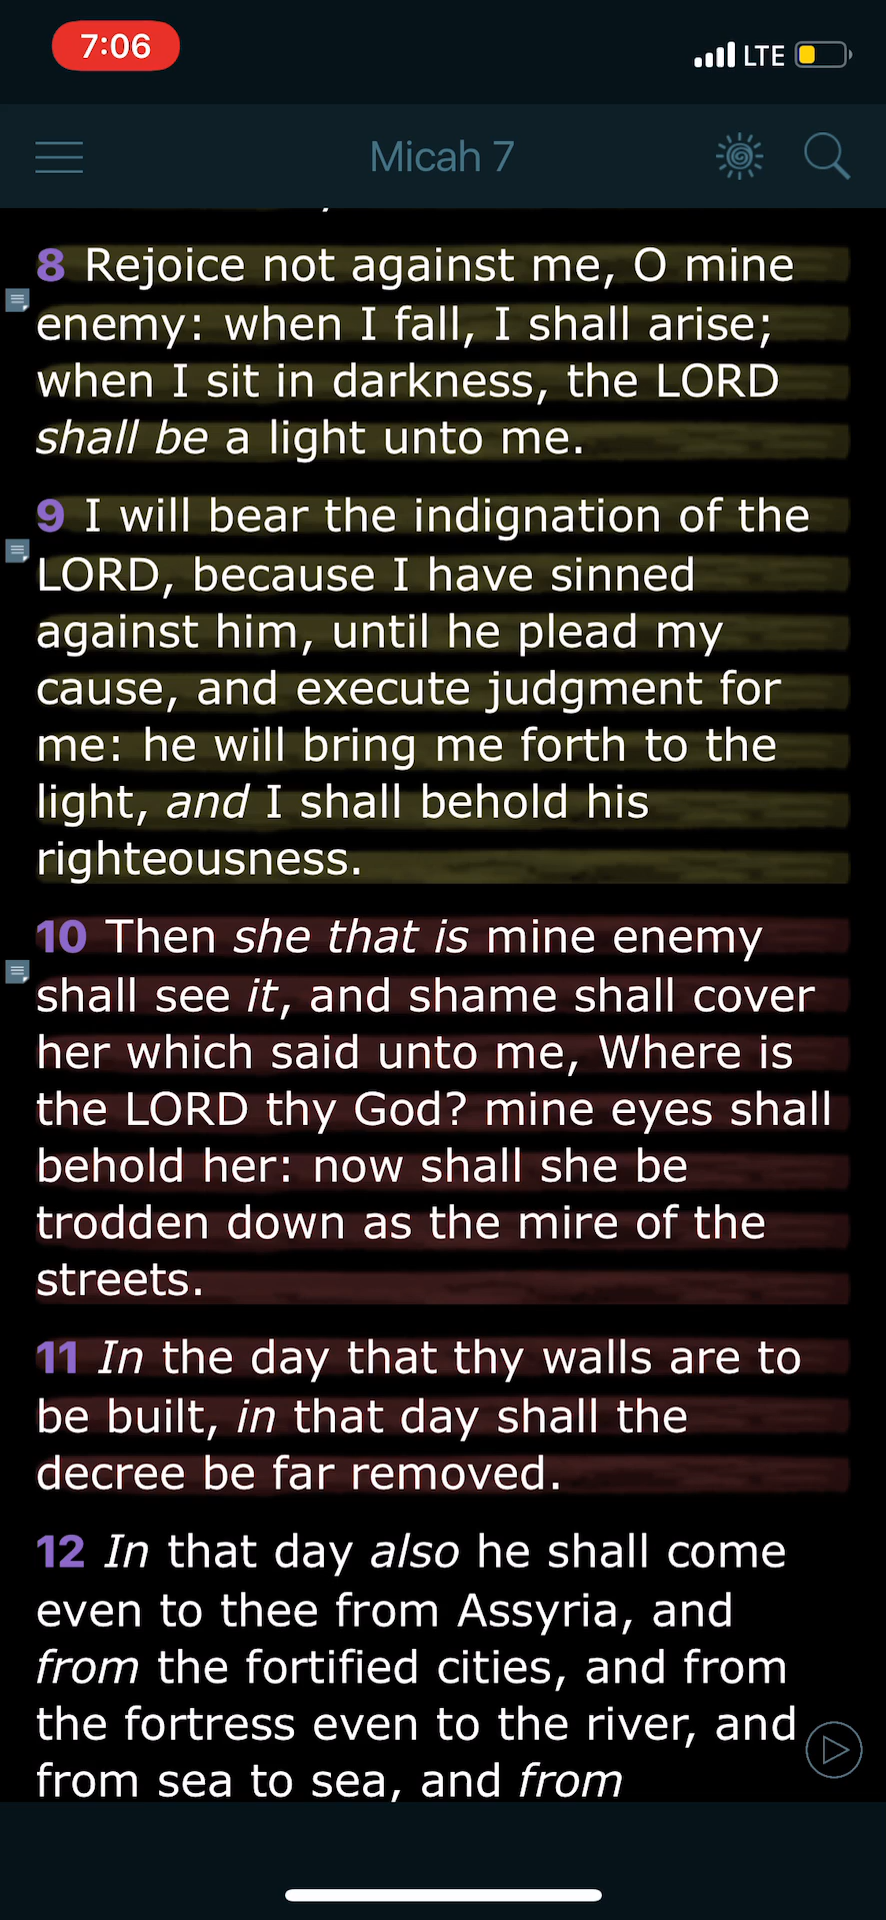 7:06
LTE
Micah 7
8 Rejoice not against me, O mine
enemy: when I fall, I shall arise;
when I sit in darkness, the LORD
shall be a light unto me.
9 I will bear the indignation of the
LORD, because I have sinned
against him, until he plead my
cause, and execute judgment for
me: he will bring me forth to the
light, and I shall behold his
righteousness.
10 Then she that is mine enemy
shall see it, and shame shall cover
her which said unto me, Where is
the LORD thy God? mine eyes shall
behold her: now shall she be
trodden down as the mire of the
streets.
11 In the day that thy walls are to
be built, in that day shall the
decree be far removed.
12 In that day also he shall come
even to thee from Assyria, and
from the fortified cities, and from
the fortress even to the river, and
from sea to sea, and from